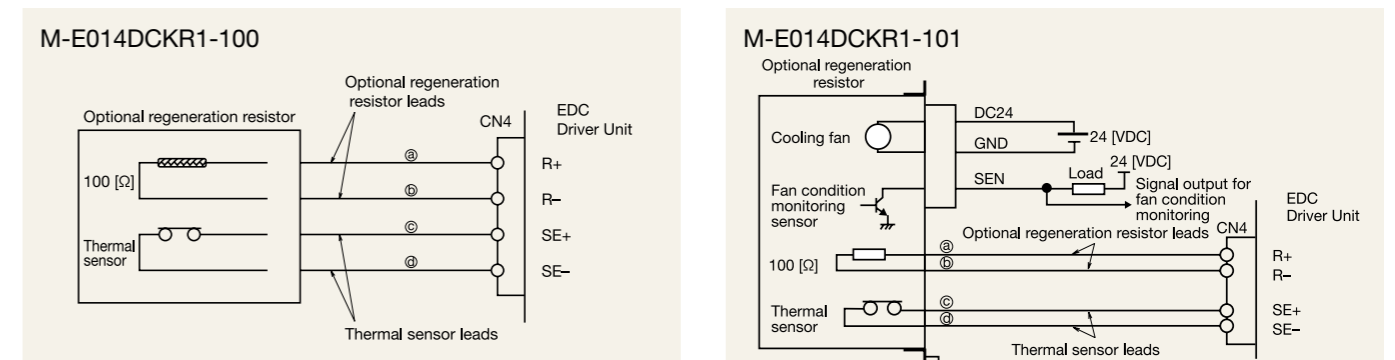 M-E014DCKR1-100
Optional regeneration
resistor leads
Optional regeneration resistor
CN4
EDC
Driver Unit
ⓐ
R+
100 [Ω]
ⓑ
R–
ⓒ
SE+
Thermal
sensor
ⓓ
SE–
Thermal sensor leads
M-E014DCKR1-101
Optional regeneration
resistor
DC24
Cooling fan
24 [VDC]
GND
24 [VDC]
SEN
Load
Signal output for
fan condition
monitoring
Fan condition
monitoring
sensor
EDC
Driver Unit
CN4
Optional regeneration resistor leads
ⓐ
R+
100 [Ω]
ⓑ
R–
Thermal
sensor
ⓒ
SE+
ⓓ
SE–
Thermal sensor leads